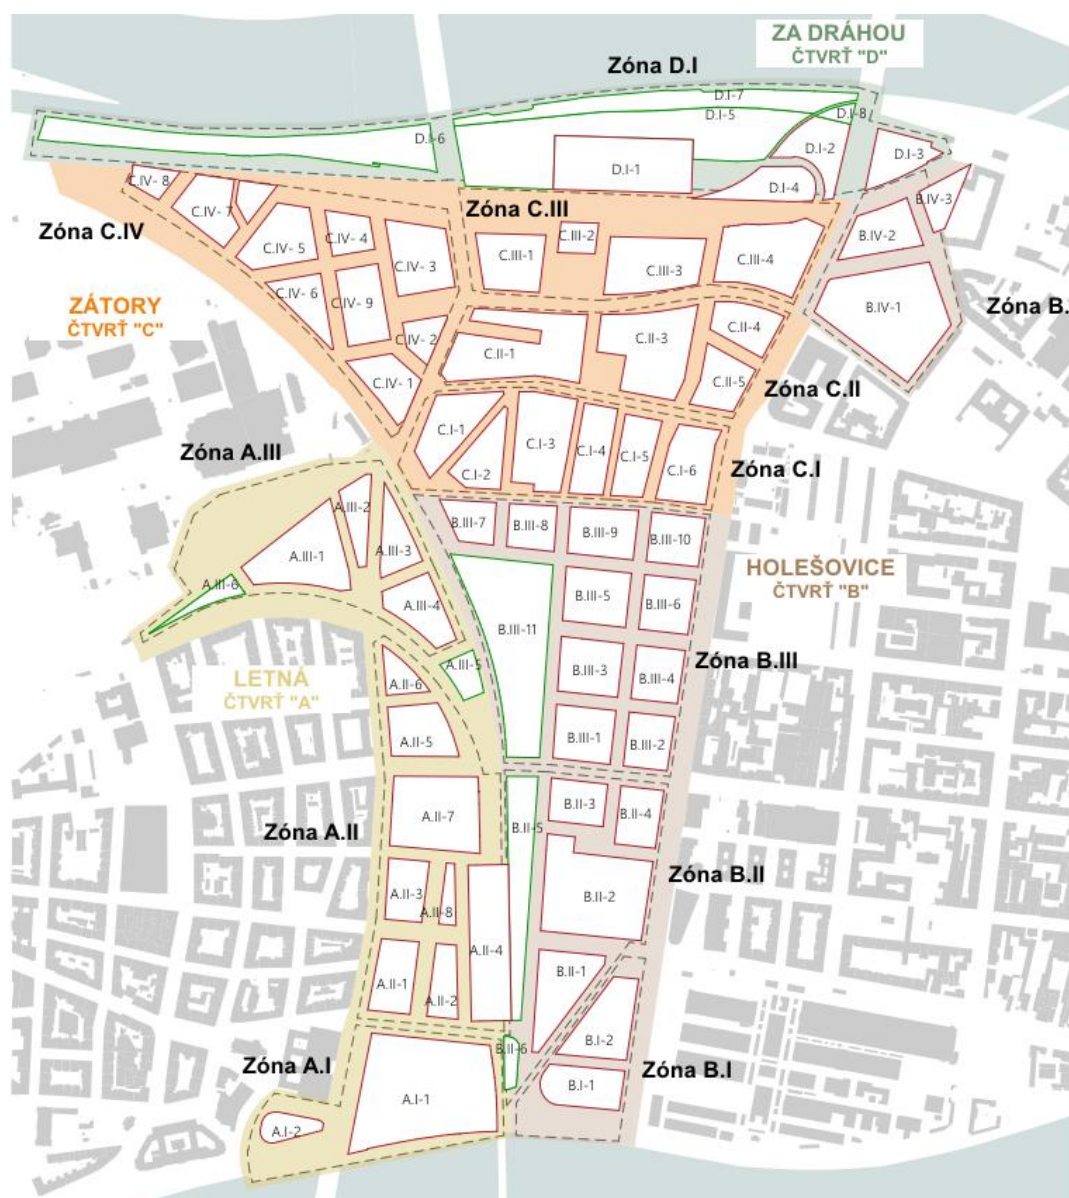 ZA DRÁHOU
ČTVRŤ "D"
Zóna D.I
D.I-7
D.I-5
D.I-8
D.I-6
D.I-2
D.I-3
D.I-1
D.I-4
C.IV- 8
B.IV-3
C.IV- 7
Zóna C.III
Zóna C.IV
C.III-2
C.IV- 4
B.IV-2
C.IV- 5
C.III-1
C.III-4
C.IV- 3
C.III-3
C.IV- 6
C.IV- 9
ZÁTORY
ČTVRŤ "C"
B.IV-1
Zóna B.
C.II-4
C.IV- 2
C.II-3
C.II-1
C.IV- 1
C.II-5
Zóna C.II
C.I-1
C.I-3
C.I-4
C.I-5
C.I-6
C.I-2
Zóna C.I
Zóna A.III
A.III-2
B.III-7
B.III-8
B.III-9
B.III-10
A.III-1
A.III-3
HOLEŠOVICE
ČTVRŤ "B"
A.III-6
A.III-4
B.III-5
B.III-6
B.III-11
A.III-5
Zóna B.III
B.III-3
B.III-4
LETNÁ
ČTVRŤ "A"
A.II-6
A.II-5
B.III-1
B.III-2
B.II-3
B.II-4
A.II-7
B.II-5
Zóna A.II
Zóna B.II
A.II-3
A.II-8
B.II-2
A.II-4
B.II-1
A.II-1
A.II-2
B.II-6
B.I-2
Zóna A.I
Zóna B.I
B.I-1
A.I-1
A.I-2